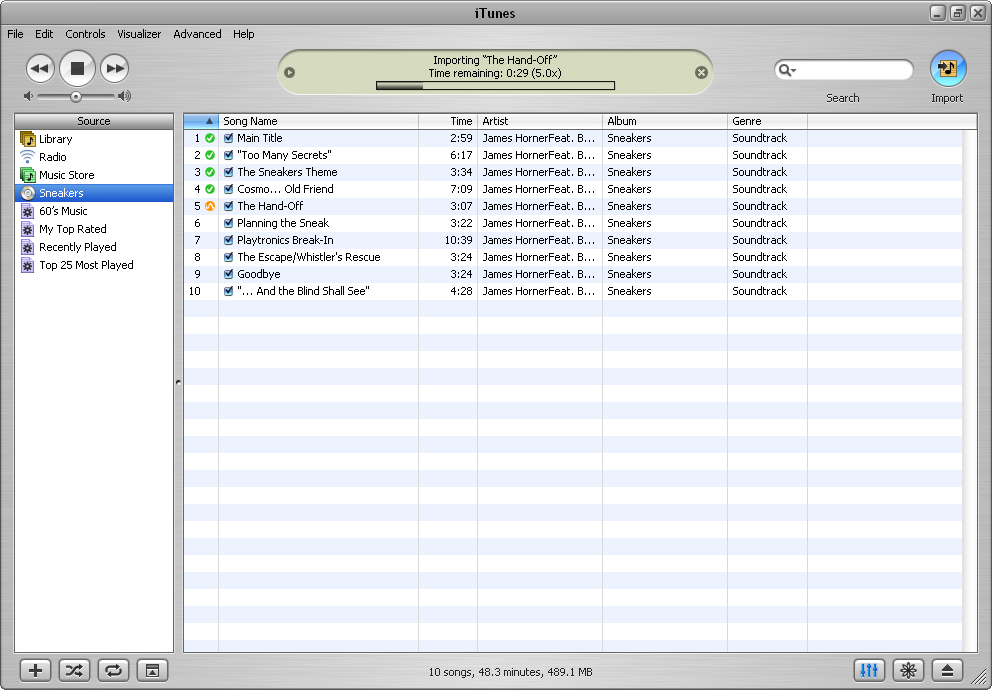 iTunes
File Edit Controls Visualizer Advanced Help
Importing “The Hand-Off”
Time remaining: 0:29 (5.0x)
Search
Import
Source
Library
Radio
Music Store
Sneakers
60's Music
My Top Rated
Recently Played
Top 25 Most Played
Song Name Time Artist Album Genre
1 Main Title 2:59 James HornerFeat. B... Sneakers Soundtrack
2 "Too Many Secrets" 6:17 James HornerFeat. B... Sneakers Soundtrack
3 The Sneakers Theme 3:34 James HornerFeat. B... Sneakers Soundtrack
4 Cosmo... Old Friend 7:09 James HornerFeat. B... Sneakers Soundtrack
5 The Hand-Off 3:07 James HornerFeat. B... Sneakers Soundtrack
6 Planning the Sneak 3:22 James HornerFeat. B... Sneakers Soundtrack
7 Playtronics Break-In 10:39 James HornerFeat. B... Sneakers Soundtrack
8 The Escape/Whistler's Rescue 3:24 James HornerFeat. B... Sneakers Soundtrack
9 Goodbye 3:24 James HornerFeat. B... Sneakers Soundtrack
10 "... And the Blind Shall See" 4:28 James HornerFeat. B... Sneakers Soundtrack
10 songs, 48.3 minutes, 489.1 MB